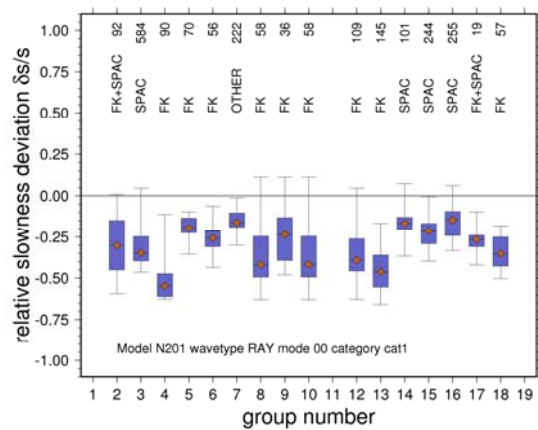 92 584 90 70 56 222 58 36 58 109 145 101 244 255 19 57
FK+SPAC SPAC FK FK FK OTHER FK FK FK FK FK SPAC SPAC SPAC FK+SPAC FK
relative slowness deviation δs/s
1.00
0.75
0.50
0.25
0.00
-0.25
-0.50
-0.75
-1.00
Model N201 wavetype RAY mode 00 category cat1
1 2 3 4 5 6 7 8 9 10 11 12 13 14 15 16 17 18 19
group number